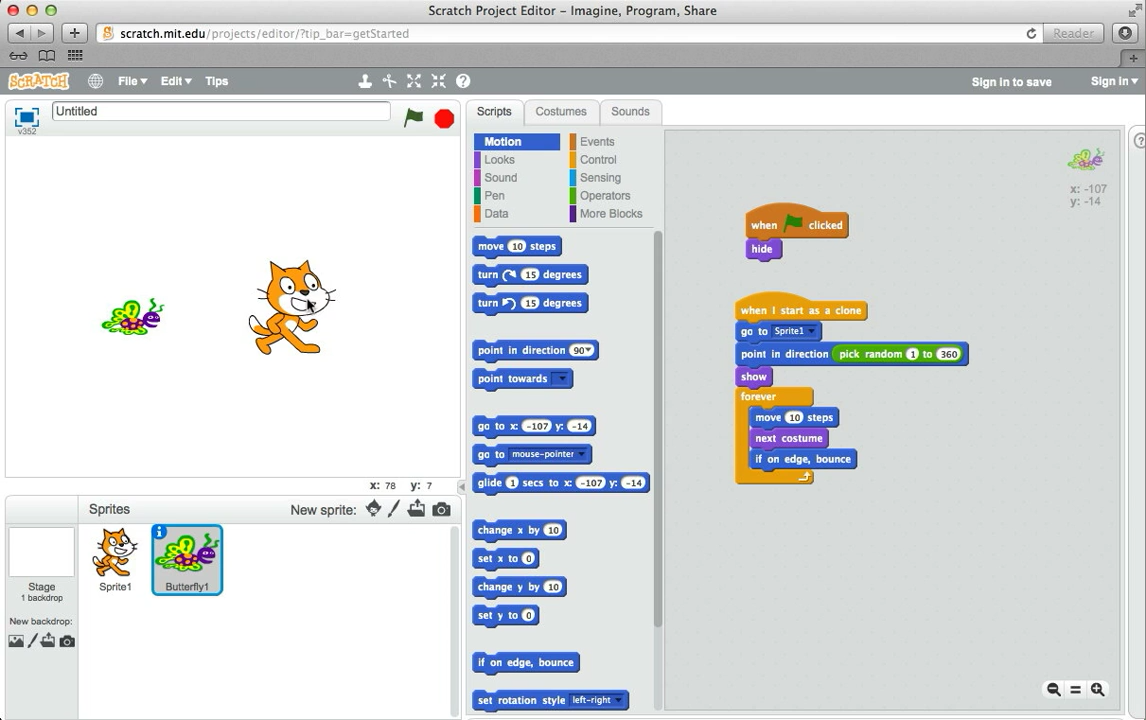 Scratch Project Editor – Imagine, Program, Share
scratch.mit.edu/projects/editor/?tip_bar=getStarted
Reader
SCRATCH
File
Edit
Tips
Sign in to save
Sign in
v352
Untitled
Scripts
Costumes
Sounds
Motion
Events
Looks
Control
Sound
Sensing
Pen
Operators
Data
More Blocks
move 10 steps
turn 15 degrees
turn 15 degrees
point in direction 90
point towards
go to x: -107 y: -14
go to mouse-pointer
glide 1 secs to x: -107 y: -14
change x by 10
set x to 0
change y by 10
set y to 0
if on edge, bounce
set rotation style left-right
x: -107
y: -14
when clicked
hide
when I start as a clone
go to Sprite1
point in direction pick random 1 to 360
show
forever
move 10 steps
next costume
if on edge, bounce
x: 78 y: 7
Sprites
New sprite:
Stage
1 backdrop
New backdrop:
Sprite1
Butterfly1